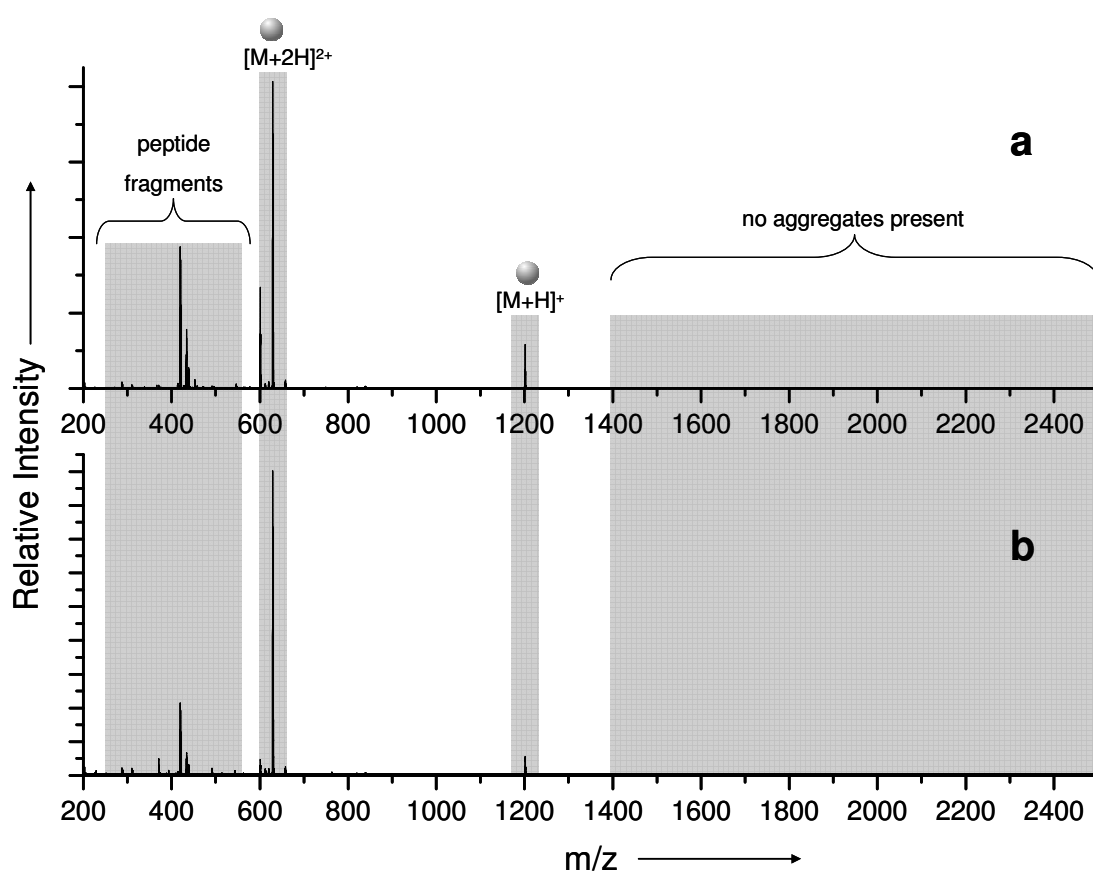 [M+2H]²⁺
peptide
fragments
a
no aggregates present
[M+H]⁺
200 400 600 800 1000 1200 1400 1600 1800 2000 2200 2400
Relative Intensity
b
200 400 600 800 1000 1200 1400 1600 1800 2000 2200 2400
m/z